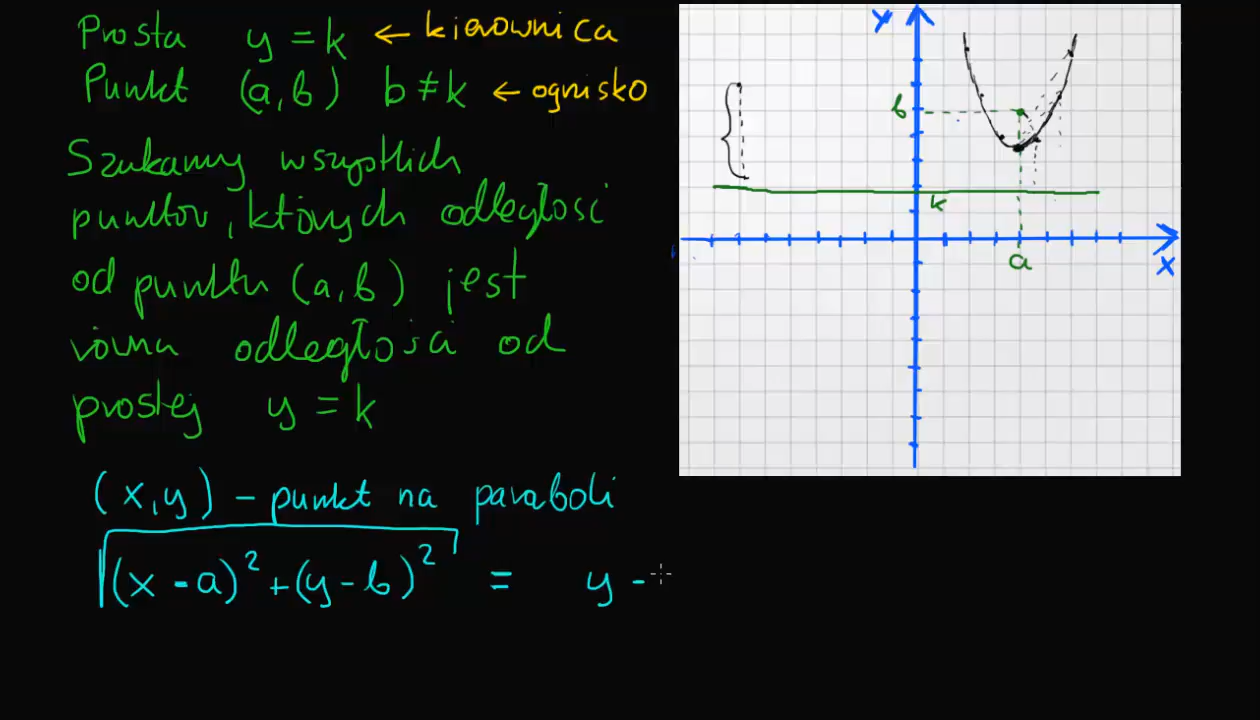 Prosta y = k ← kierownica
Punkt (a,b) b ≠ k ← ognisko
Szukamy wszystkich
punktów, których odległość
od punktu (a,b) jest
równa odległości od
prostej y = k
(x,y) - punkt na paraboli
√((x - a)² + (y - b)²) = y -
y
b
k
a
x